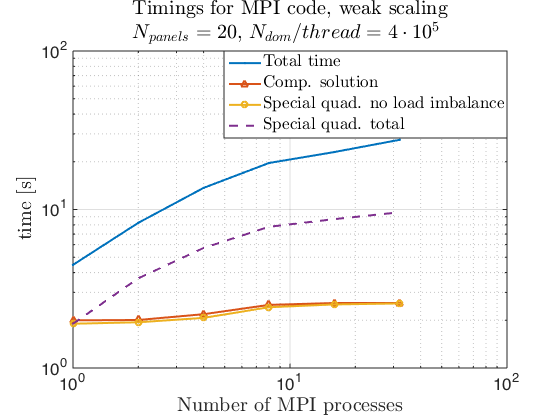 Timings for MPI code, weak scaling
N_panels = 20, N_dom/thread = 4 · 10^5
Total time
Comp. solution
Special quad. no load imbalance
Special quad. total
time [s]
10^2
10^1
10^0
10^0 10^1 10^2
Number of MPI processes